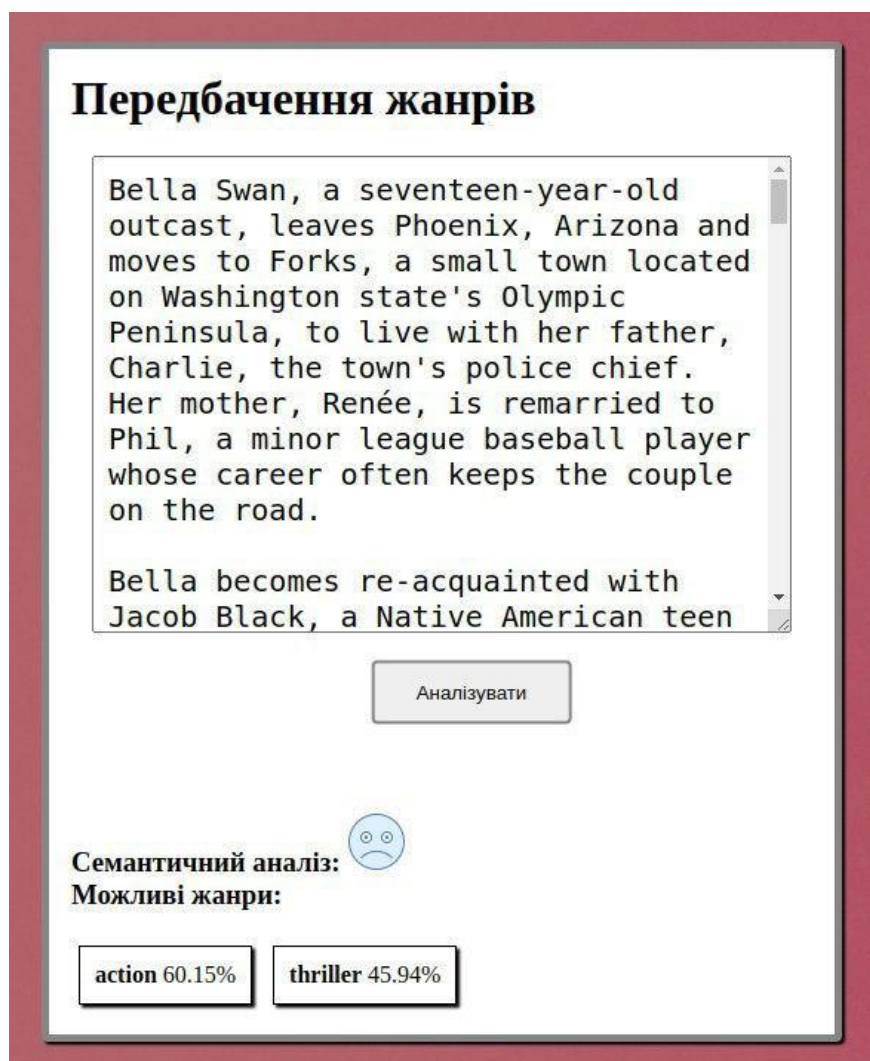 Передбачення жанрів
Bella Swan, a seventeen-year-old
outcast, leaves Phoenix, Arizona and
moves to Forks, a small town located
on Washington state's Olympic
Peninsula, to live with her father,
Charlie, the town's police chief.
Her mother, Renée, is remarried to
Phil, a minor league baseball player
whose career often keeps the couple
on the road.
Bella becomes re-acquainted with
Jacob Black, a Native American teen
Аналізувати
Семантичний аналіз:
Можливі жанри:
action 60.15% thriller 45.94%